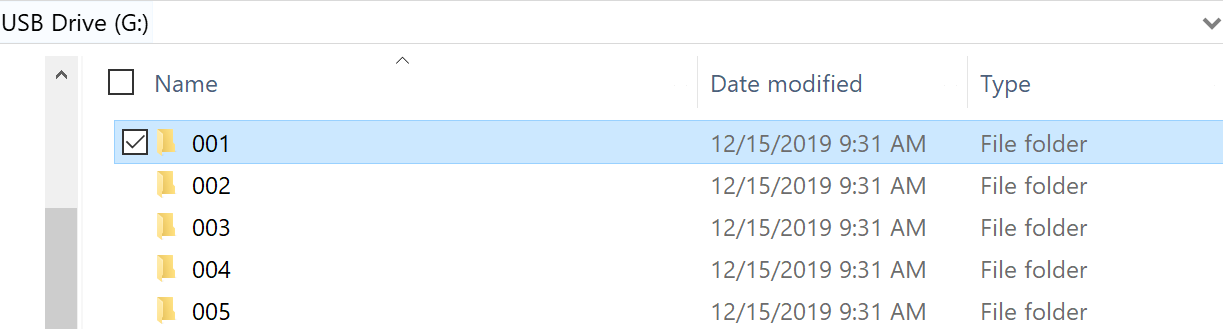 USB Drive (G:)
Name Date modified Type
001 12/15/2019 9:31 AM File folder
002 12/15/2019 9:31 AM File folder
003 12/15/2019 9:31 AM File folder
004 12/15/2019 9:31 AM File folder
005 12/15/2019 9:31 AM File folder